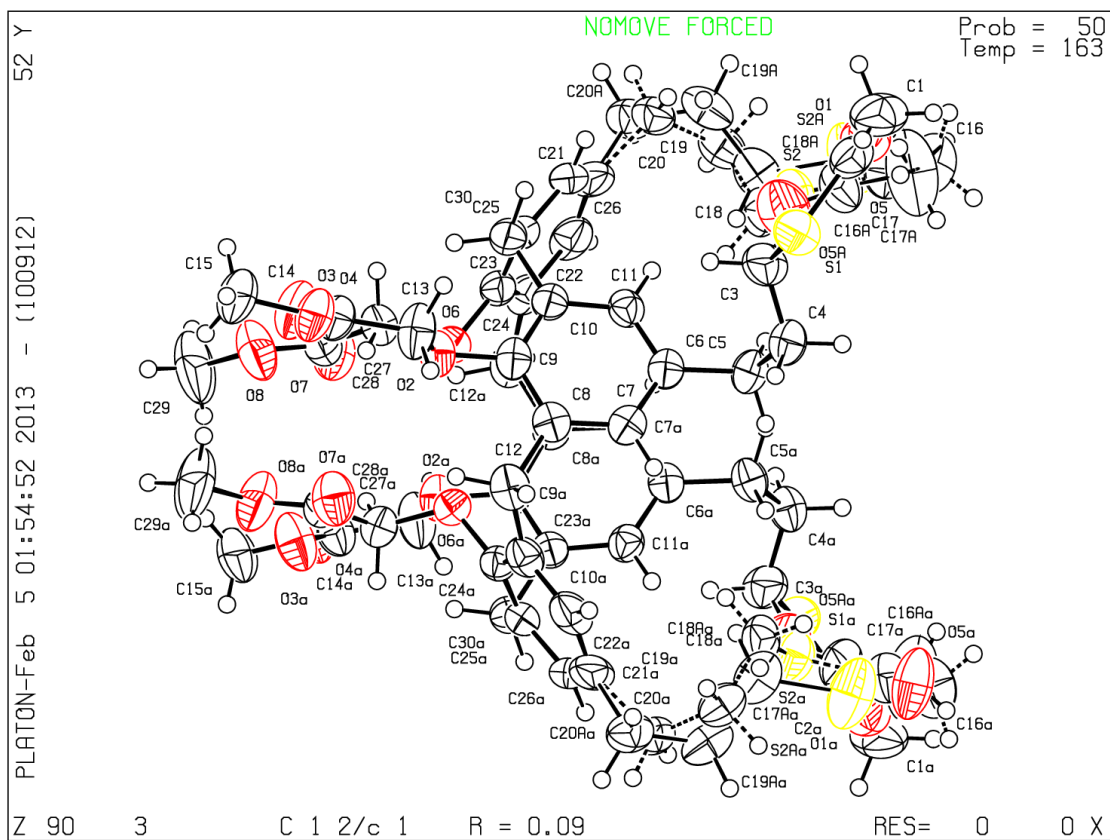 NOMOVE FORCED
Prob = 50
Temp = 163
PLATON-Feb 5 01:54:52 2013 - (100912) 52 Y
C19A
C20A
O1
C1
S2A
C18A
C16
C21
C20
C19
S2
C30
C25
C26
C18
O5
C17
C16A
C17A
O5A
S1
C15
C14
O3
O4
C13
C23
C22
C11
C3
O6
C24
C10
C4
C9
C6
C5
C27
C28
O2
C12a
O7
O8
C8
C7
C29
C7a
C12
C8a
C5a
O8a
O7a
C28a
C27a
O2a
C9a
C23a
C6a
C29a
C11a
C4a
O6a
C15a
O4a
C14a
C13a
O3a
C24a
C10a
C3a
O5Aa
S1a
C16Aa
O5a
C30a
C25a
C22a
C21a
C18Aa
C18a
C17a
C19a
C26a
C20a
S2a
C17Aa
C2a
O1a
C16a
C20Aa
S2Aa
C1a
C19Aa
Z 90 3 C 1 2/c 1 R = 0.09 RES= 0 0 X